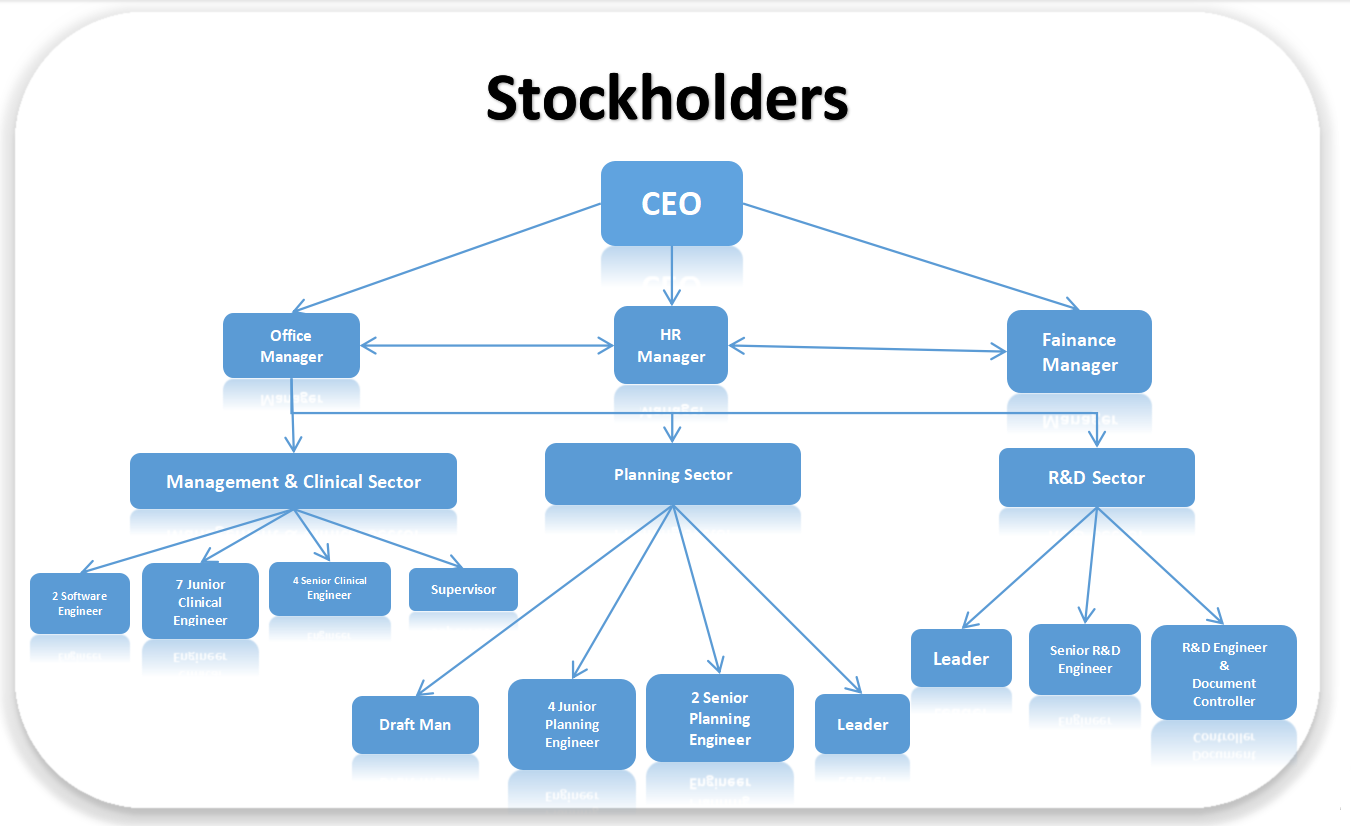 Stockholders
CEO
Office
Manager
HR
Manager
Fainance
Manager
Management & Clinical Sector
Planning Sector
R&D Sector
2 Software
Engineer
7 Junior
Clinical
Engineer
4 Senior Clinical
Engineer
Supervisor
Draft Man
4 Junior
Planning
Engineer
2 Senior
Planning
Engineer
Leader
Leader
Senior R&D
Engineer
R&D Engineer
&
Document
Controller